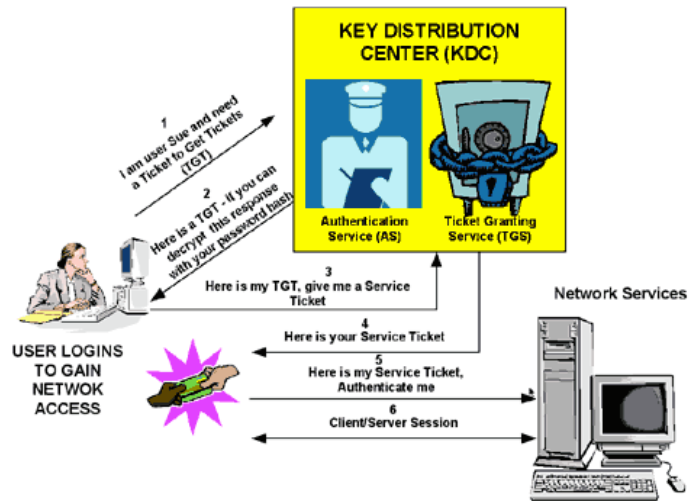 KEY DISTRIBUTION
CENTER (KDC)
Authentication
Service (AS)
Ticket Granting
Service (TGS)
1
I am user Sue and need
a Ticket to Get Tickets
(TGT)
2
Here is a TGT - if you can
decrypt this response
with your password hash
3
Here is my TGT, give me a Service
Ticket
4
Here is your Service Ticket
5
Here is my Service Ticket,
Authenticate me
6
Client/Server Session
USER LOGINS
TO GAIN
NETWOK
ACCESS
Network Services